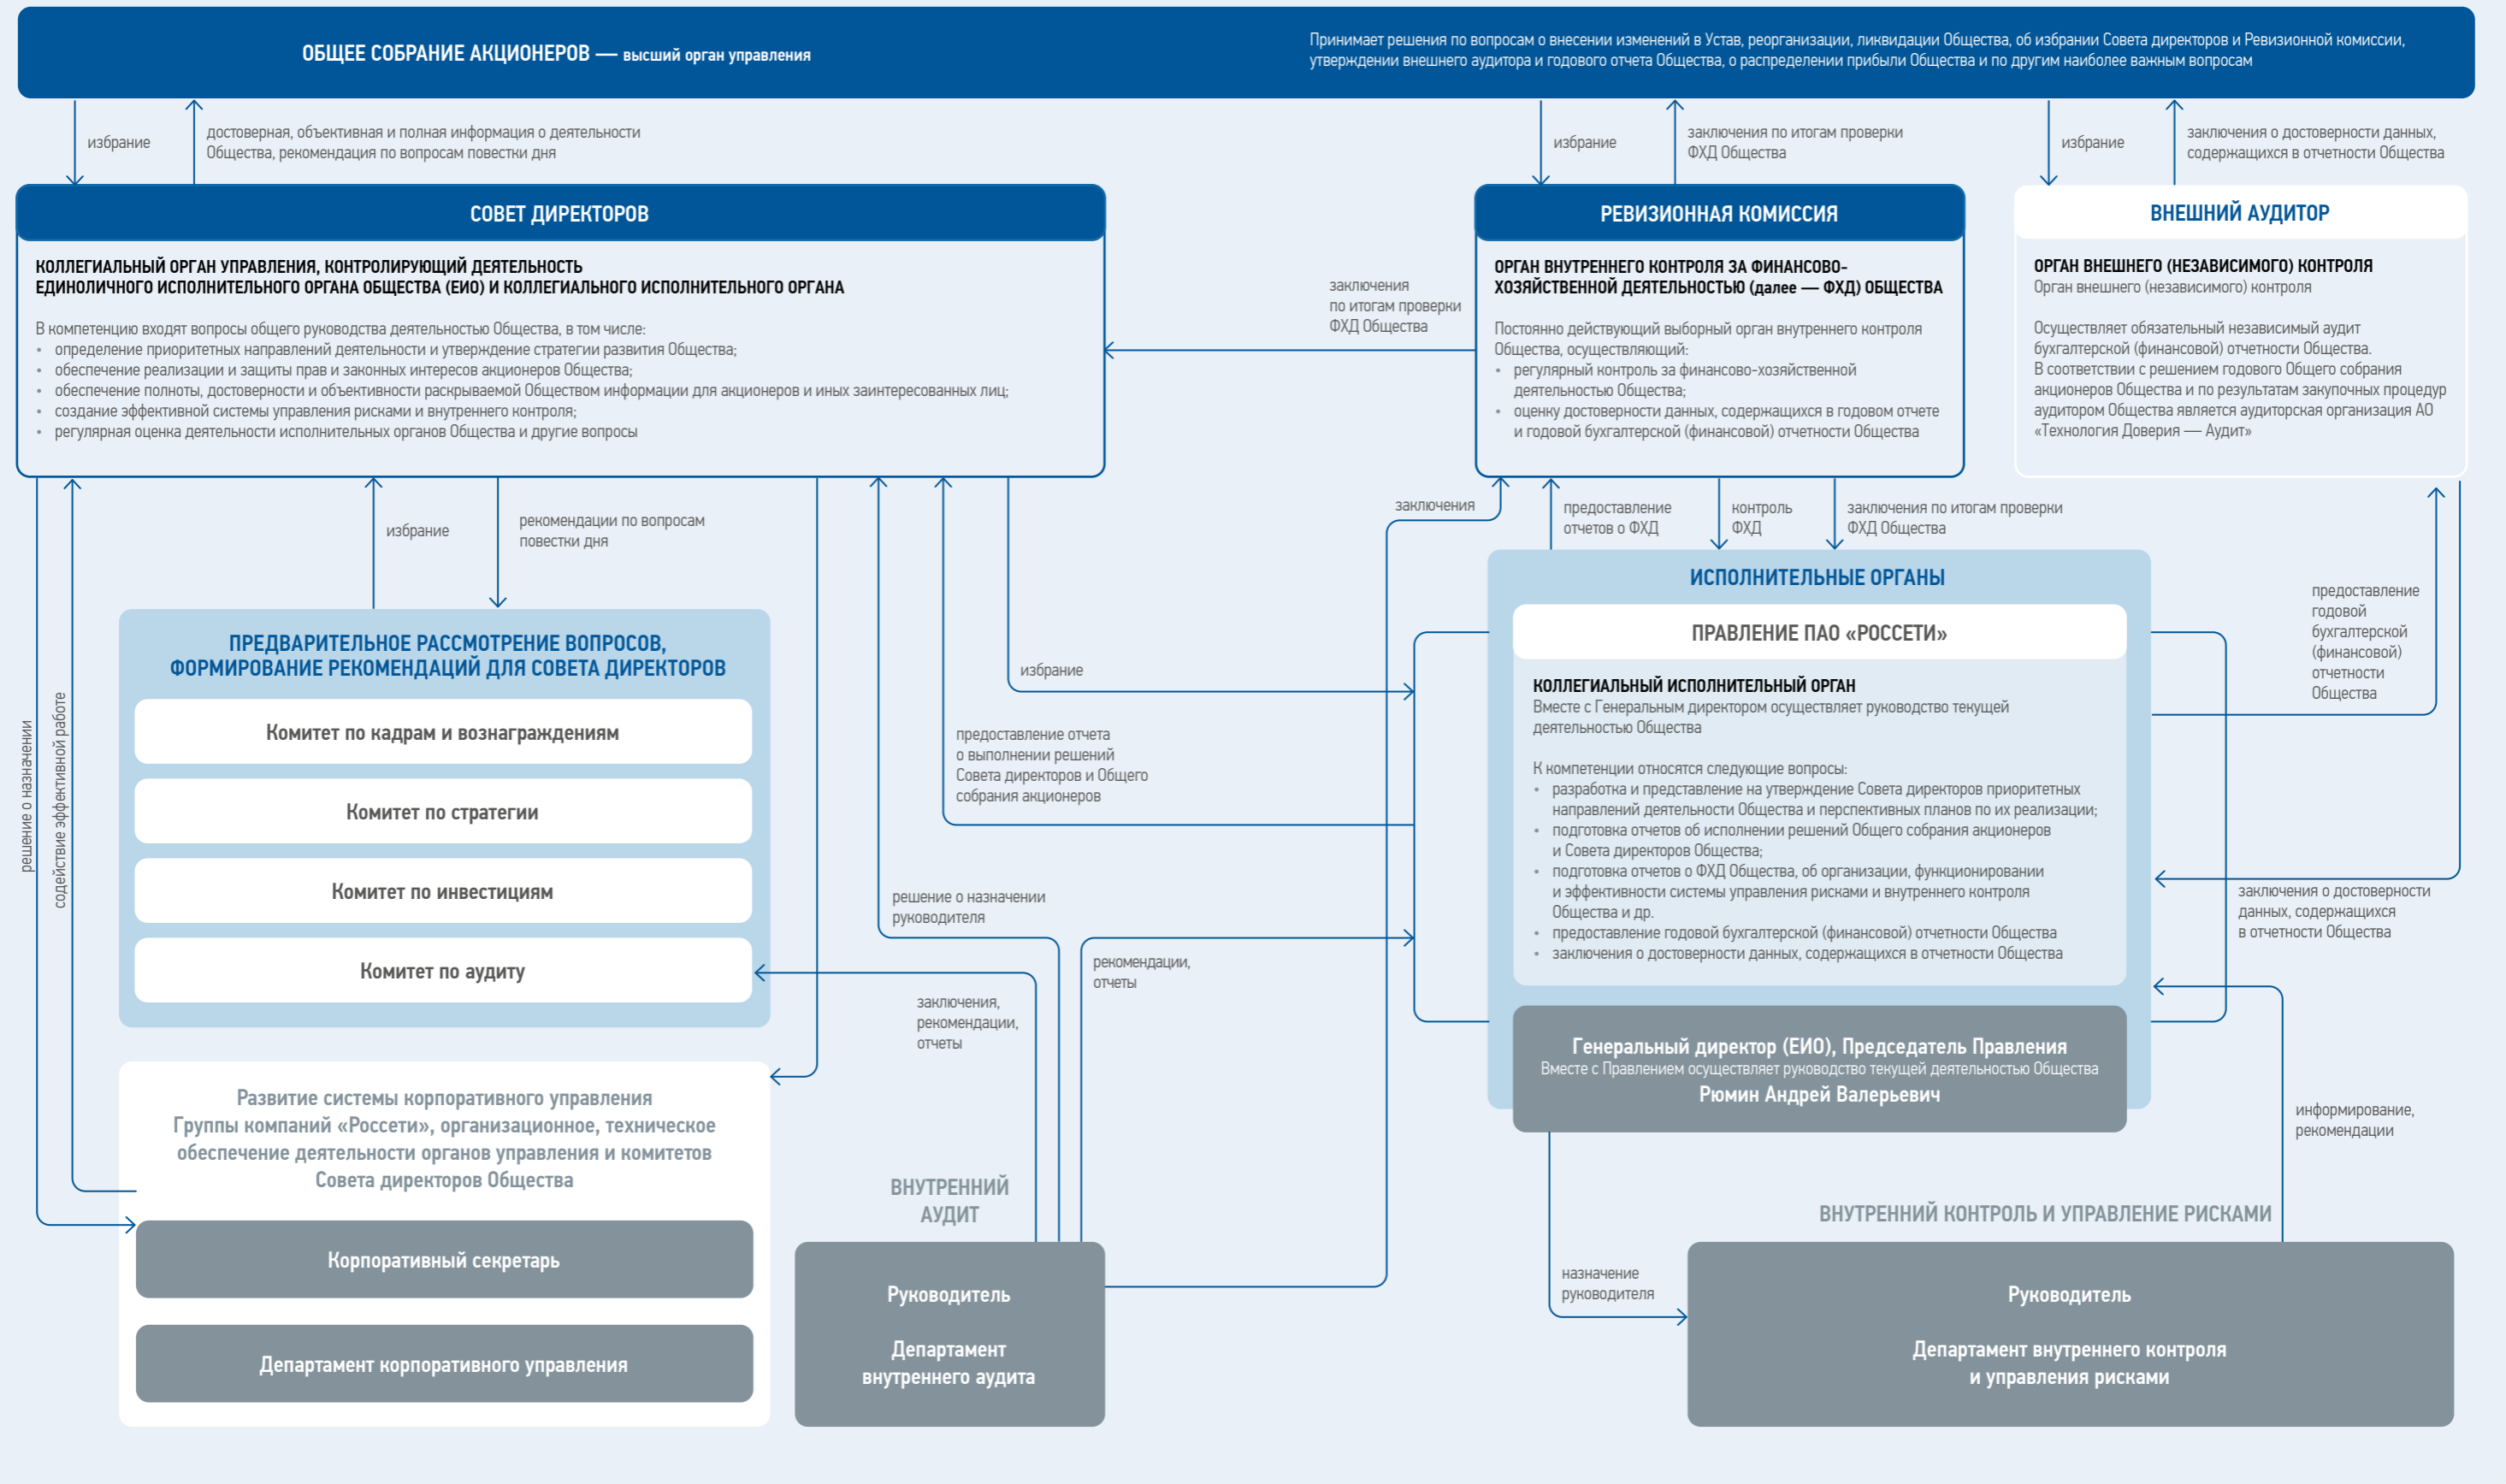 ОБЩЕЕ СОБРАНИЕ АКЦИОНЕРОВ — высший орган управления
Принимает решения по вопросам о внесении изменений в Устав, реорганизации, ликвидации Общества, об избрании Совета директоров и Ревизионной комиссии,
утверждении внешнего аудитора и годового отчета Общества, о распределении прибыли Общества и по другим наиболее важным вопросам
избрание
достоверная, объективная и полная информация о деятельности
Общества, рекомендация по вопросам повестки дня
избрание
заключения по итогам проверки
ФХД Общества
избрание
заключения о достоверности данных,
содержащихся в отчетности Общества
СОВЕТ ДИРЕКТОРОВ
КОЛЛЕГИАЛЬНЫЙ ОРГАН УПРАВЛЕНИЯ, КОНТРОЛИРУЮЩИЙ ДЕЯТЕЛЬНОСТЬ
ЕДИНОЛИЧНОГО ИСПОЛНИТЕЛЬНОГО ОРГАНА ОБЩЕСТВА (ЕИО) И КОЛЛЕГИАЛЬНОГО ИСПОЛНИТЕЛЬНОГО ОРГАНА
В компетенцию входят вопросы общего руководства деятельностью Общества, в том числе:
• определение приоритетных направлений деятельности и утверждение стратегии развития Общества;
• обеспечение реализации и защиты прав и законных интересов акционеров Общества;
• обеспечение полноты, достоверности и объективности раскрываемой Обществом информации для акционеров и иных заинтересованных лиц;
• создание эффективной системы управления рисками и внутреннего контроля;
• регулярная оценка деятельности исполнительных органов Общества и другие вопросы
заключения
по итогам проверки
ФХД Общества
РЕВИЗИОННАЯ КОМИССИЯ
ОРГАН ВНУТРЕННЕГО КОНТРОЛЯ ЗА ФИНАНСОВО-
ХОЗЯЙСТВЕННОЙ ДЕЯТЕЛЬНОСТЬЮ (далее — ФХД) ОБЩЕСТВА
Постоянно действующий выборный орган внутреннего контроля
Общества, осуществляющий:
• регулярный контроль за финансово-хозяйственной
деятельностью Общества;
• оценку достоверности данных, содержащихся в годовом отчете
и годовой бухгалтерской (финансовой) отчетности Общества
ВНЕШНИЙ АУДИТОР
ОРГАН ВНЕШНЕГО (НЕЗАВИСИМОГО) КОНТРОЛЯ
Орган внешнего (независимого) контроля
Осуществляет обязательный независимый аудит
бухгалтерской (финансовой) отчетности Общества.
В соответствии с решением годового Общего собрания
акционеров Общества и по результатам закупочных процедур
аудитором Общества является аудиторская организация АО
«Технология Доверия — Аудит»
решение о назначении
содействие эффективной работе
избрание
рекомендации по вопросам
повестки дня
заключения
предоставление
отчетов о ФХД
контроль
ФХД
заключения по итогам проверки
ФХД Общества
ПРЕДВАРИТЕЛЬНОЕ РАССМОТРЕНИЕ ВОПРОСОВ,
ФОРМИРОВАНИЕ РЕКОМЕНДАЦИЙ ДЛЯ СОВЕТА ДИРЕКТОРОВ
Комитет по кадрам и вознаграждениям
Комитет по стратегии
Комитет по инвестициям
Комитет по аудиту
избрание
предоставление отчета
о выполнении решений
Совета директоров и Общего
собрания акционеров
решение о назначении
руководителя
рекомендации,
отчеты
заключения,
рекомендации,
отчеты
ИСПОЛНИТЕЛЬНЫЕ ОРГАНЫ
ПРАВЛЕНИЕ ПАО «РОССЕТИ»
КОЛЛЕГИАЛЬНЫЙ ИСПОЛНИТЕЛЬНЫЙ ОРГАН
Вместе с Генеральным директором осуществляет руководство текущей
деятельностью Общества
К компетенции относятся следующие вопросы:
• разработка и представление на утверждение Совета директоров приоритетных
направлений деятельности Общества и перспективных планов по их реализации;
• подготовка отчетов об исполнении решений Общего собрания акционеров
и Совета директоров Общества;
• подготовка отчетов о ФХД Общества, об организации, функционировании
и эффективности системы управления рисками и внутреннего контроля
Общества и др.
• предоставление годовой бухгалтерской (финансовой) отчетности Общества
• заключения о достоверности данных, содержащихся в отчетности Общества
Генеральный директор (ЕИО), Председатель Правления
Вместе с Правлением осуществляет руководство текущей деятельностью Общества
Рюмин Андрей Валерьевич
предоставление
годовой
бухгалтерской
(финансовой)
отчетности
Общества
заключения о достоверности
данных, содержащихся
в отчетности Общества
информирование,
рекомендации
Развитие системы корпоративного управления
Группы компаний «Россети», организационное, техническое
обеспечение деятельности органов управления и комитетов
Совета директоров Общества
Корпоративный секретарь
Департамент корпоративного управления
ВНУТРЕННИЙ
АУДИТ
Руководитель
Департамент
внутреннего аудита
назначение
руководителя
ВНУТРЕННИЙ КОНТРОЛЬ И УПРАВЛЕНИЕ РИСКАМИ
Руководитель
Департамент внутреннего контроля
и управления рисками